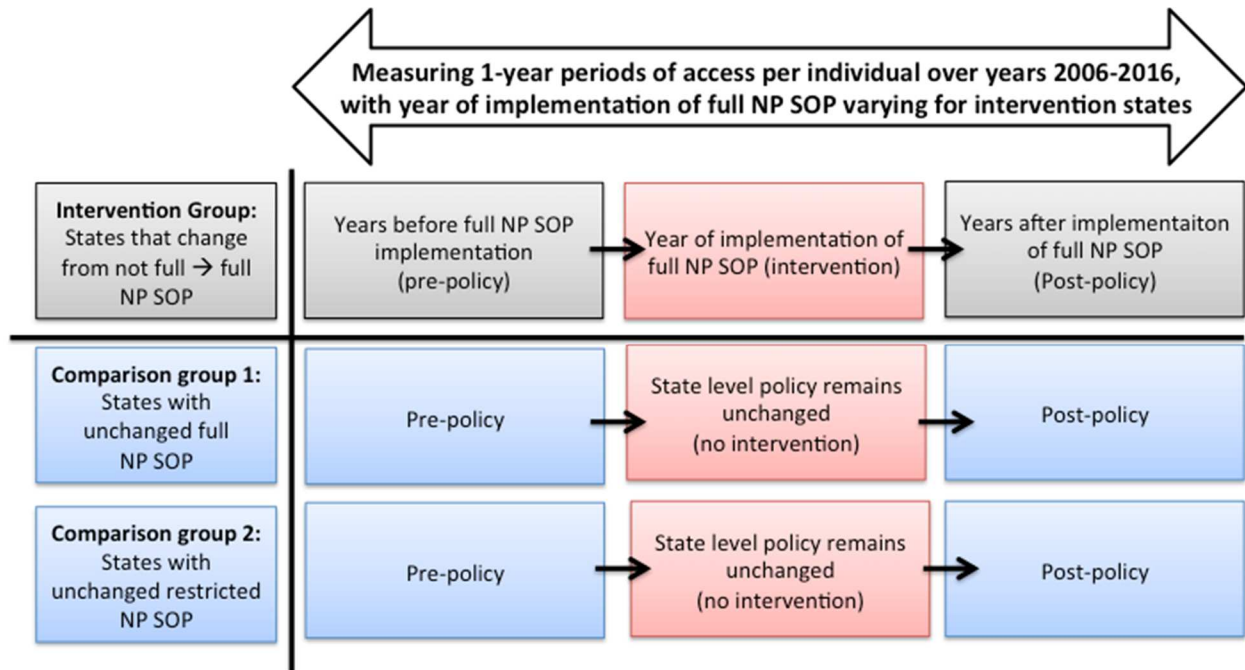 Measuring 1-year periods of access per individual over years 2006-2016,
with year of implementation of full NP SOP varying for intervention states
Intervention Group:
States that change
from not full → full
NP SOP
Years before full NP SOP
implementation
(pre-policy)
Year of implementation of
full NP SOP (intervention)
Years after implementaiton
of full NP SOP
(Post-policy)
Comparison group 1:
States with
unchanged full
NP SOP
Pre-policy
State level policy remains
unchanged
(no intervention)
Post-policy
Comparison group 2:
States with
unchanged restricted
NP SOP
Pre-policy
State level policy remains
unchanged
(no intervention)
Post-policy